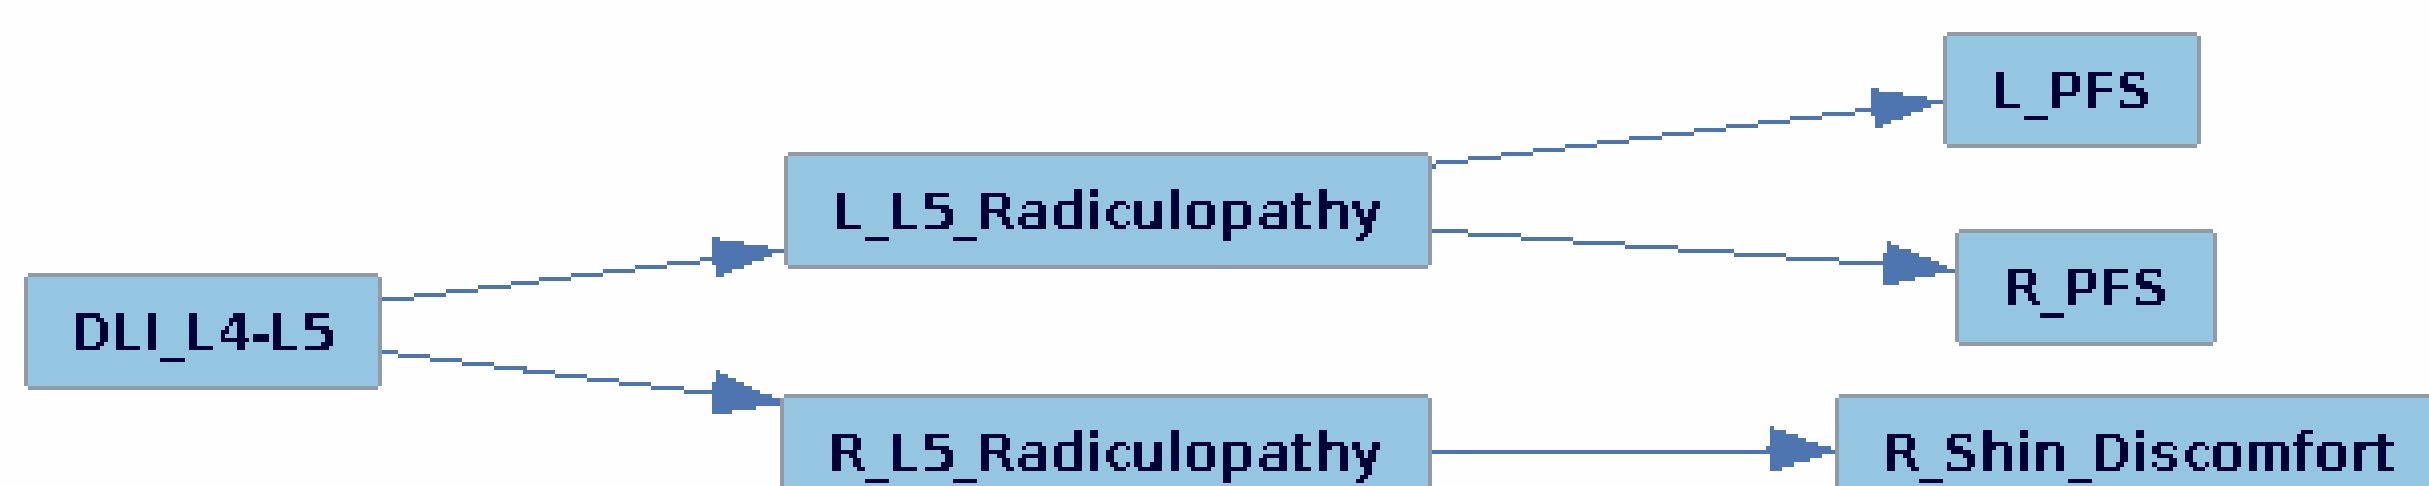 L_PFS
L_L5_Radiculopathy
R_PFS
DLI_L4-L5
R_L5_Radiculopathy
R_Shin_Discomfort